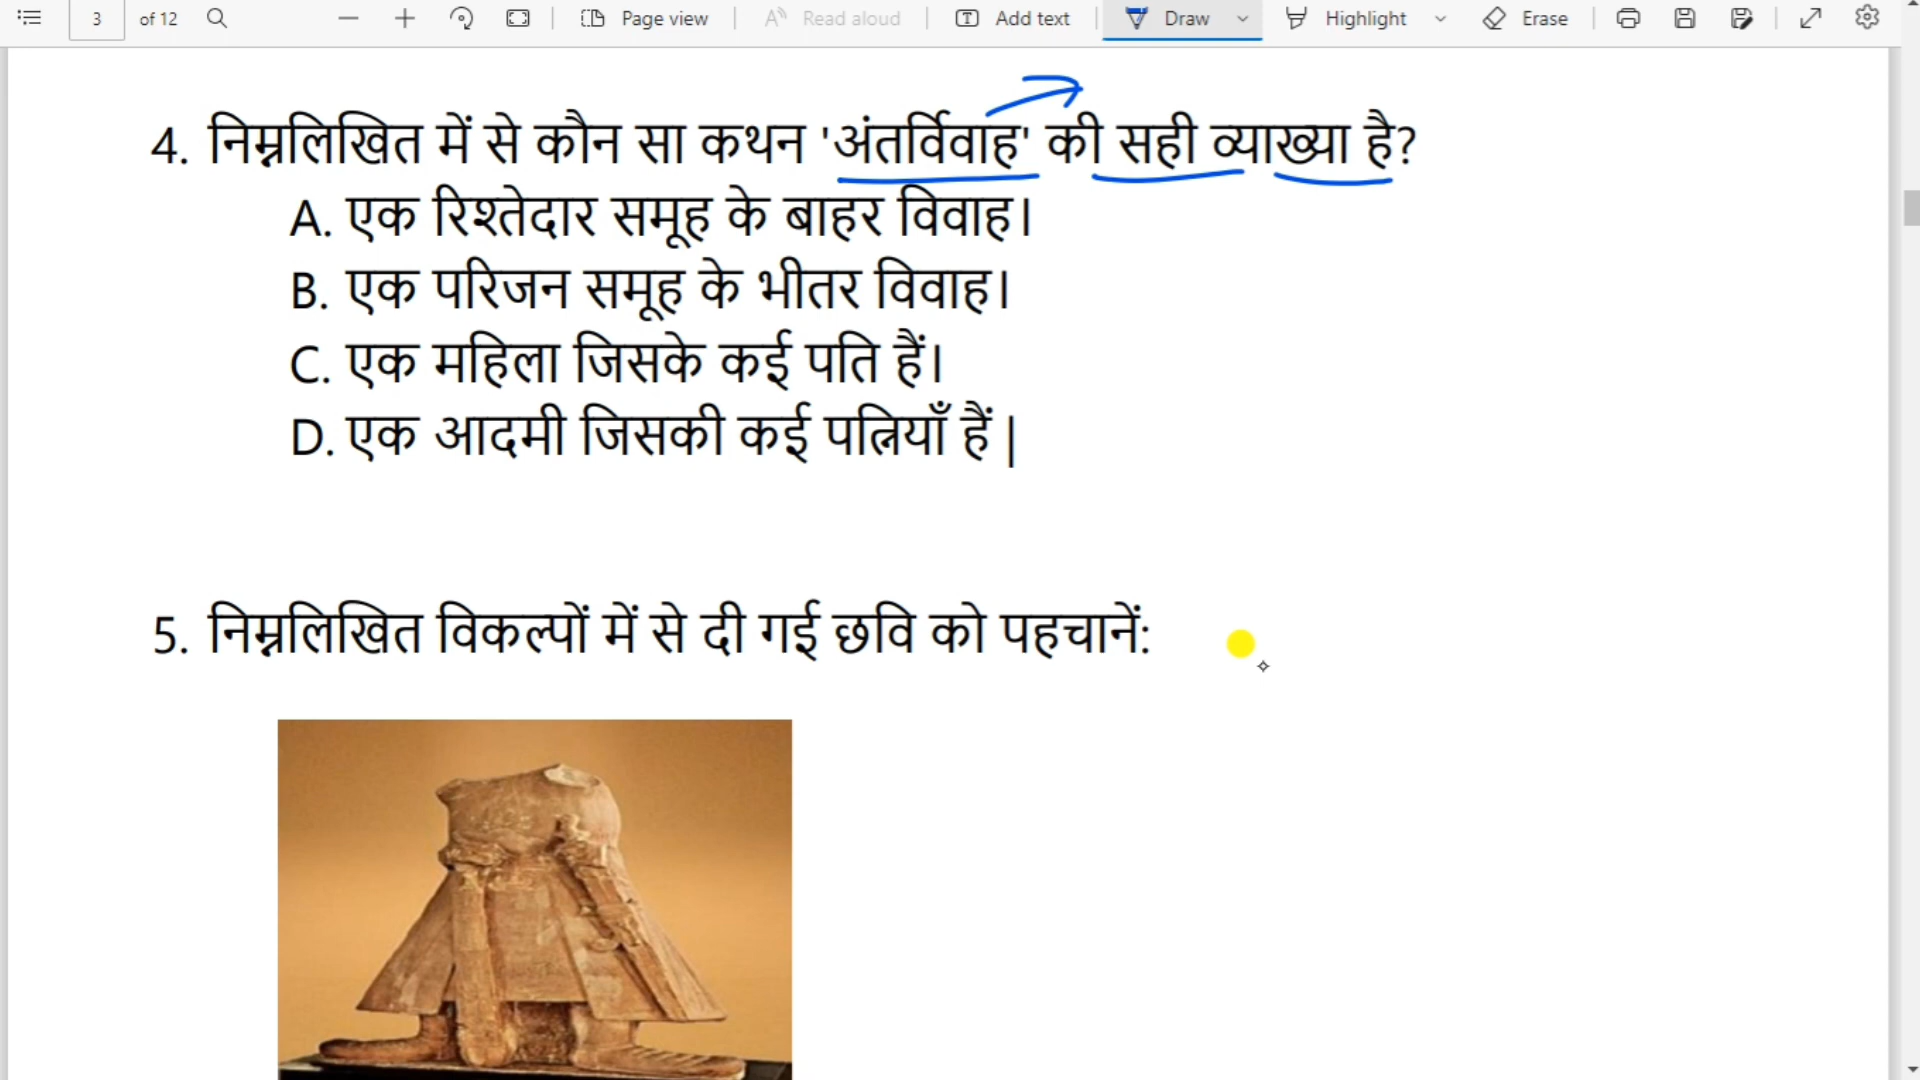 3 of 12 Page view Read aloud Add text Draw Highlight Erase
4. निम्नलिखित में से कौन सा कथन 'अंतर्विवाह' की सही व्याख्या है?
A. एक रिश्तेदार समूह के बाहर विवाह।
B. एक परिजन समूह के भीतर विवाह।
C. एक महिला जिसके कई पति हैं।
D. एक आदमी जिसकी कई पत्नियाँ हैं |
5. निम्नलिखित विकल्पों में से दी गई छवि को पहचानें: